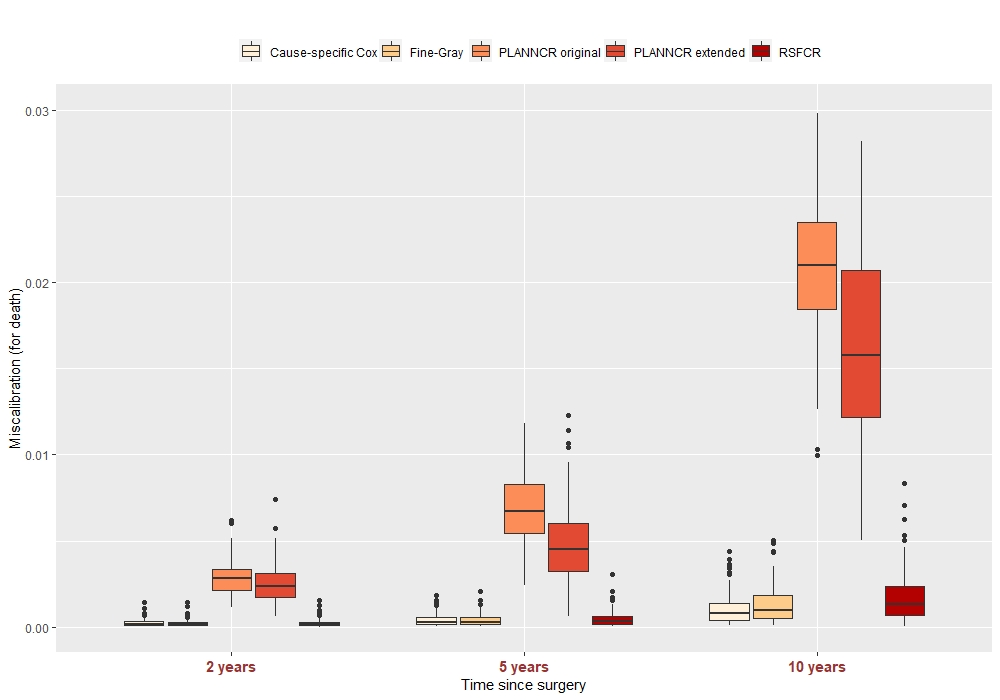 Cause-specific Cox Fine-Gray PLANNCR original PLANNCR extended RSFCR
0.03
0.02
0.01
0.00
Miscalibration (for death)
2 years 5 years 10 years
Time since surgery